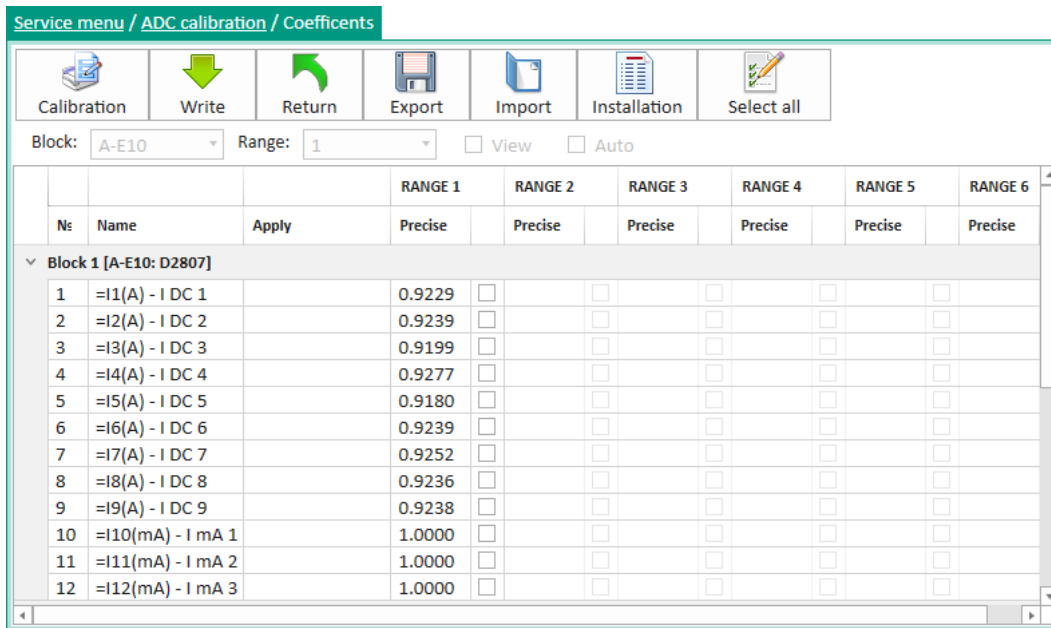 Service menu / ADC calibration / Coefficents
Calibration Write Return Export Import Installation Select all
Block: A-E10 Range: 1 View Auto
RANGE 1 RANGE 2 RANGE 3 RANGE 4 RANGE 5 RANGE 6
№ Name Apply Precise Precise Precise Precise Precise Precise
Block 1 [A-E10: D2807]
1 =I1(A) - I DC 1 0.9229
2 =I2(A) - I DC 2 0.9239
3 =I3(A) - I DC 3 0.9199
4 =I4(A) - I DC 4 0.9277
5 =I5(A) - I DC 5 0.9180
6 =I6(A) - I DC 6 0.9239
7 =I7(A) - I DC 7 0.9252
8 =I8(A) - I DC 8 0.9236
9 =I9(A) - I DC 9 0.9238
10 =I10(mA) - I mA 1 1.0000
11 =I11(mA) - I mA 2 1.0000
12 =I12(mA) - I mA 3 1.0000